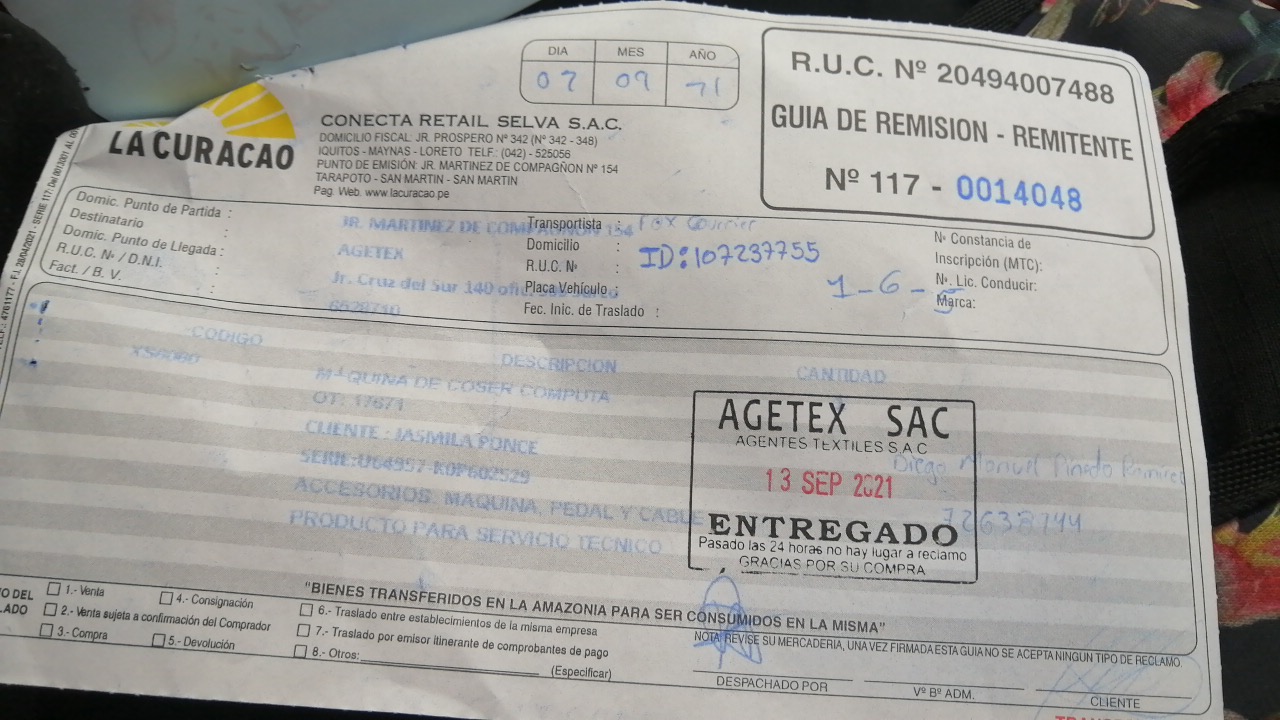 DIA MES AÑO
07 09 21
R.U.C. Nº 20494007488
GUIA DE REMISION - REMITENTE
Nº 117 - 0014048
LA CURACAO
CONECTA RETAIL SELVA S.A.C.
DOMICILIO FISCAL: JR. PROSPERO Nº 342 (Nº 342 - 348)
IQUITOS - MAYNAS - LORETO TELF.: (042) - 525056
PUNTO DE EMISIÓN: JR. MARTINEZ DE COMPAGÑON Nº 154
TARAPOTO - SAN MARTIN - SAN MARTIN
Pag. Web. www.lacuracao.pe
Domic. Punto de Partida : JR. MARTINEZ DE COMPAGNON 154
Destinatario : AGETEX
Domic. Punto de Llegada : Jr. Cruz del Sur 140
R.U.C. Nº / D.N.I. :
Fact. / B. V. :
Transportista : Courrier
Domicilio : ID:107237755
R.U.C. Nº :
Placa Vehículo :
Fec. Inic. de Traslado :
1-6-5
Nº Constancia de
Inscripción (MTC):
Nº. Lic. Conducir:
Marca:
CODIGO DESCRIPCION CANTIDAD
MªQUINA DE COSER COMPUTA
OT: 17871
CLIENTE : JASMILA PONCE
SERIE:U64957-K0F602529
ACCESORIOS: MAQUINA, PEDAL Y CABLE
PRODUCTO PARA SERVICIO TECNICO
AGETEX SAC
AGENTES TEXTILES S.A.C
13 SEP 2021
ENTREGADO
Pasado las 24 horas no hay lugar a reclamo
GRACIAS POR SU COMPRA
Diego Manuel Pinedo Ramirez
72638744
"BIENES TRANSFERIDOS EN LA AMAZONIA PARA SER CONSUMIDOS EN LA MISMA"
1.- Venta
2.- Venta sujeta a confirmación del Comprador
3.- Compra
4.- Consignación
5.- Devolución
6.- Traslado entre establecimientos de la misma empresa
7.- Traslado por emisor itinerante de comprobantes de pago
8.- Otros:
(Especificar)
NOTA: REVISE SU MERCADERIA, UNA VEZ FIRMADA ESTA GUIA NO SE ACEPTA NINGUN TIPO DE RECLAMO.
DESPACHADO POR
Vº Bº ADM.
CLIENTE